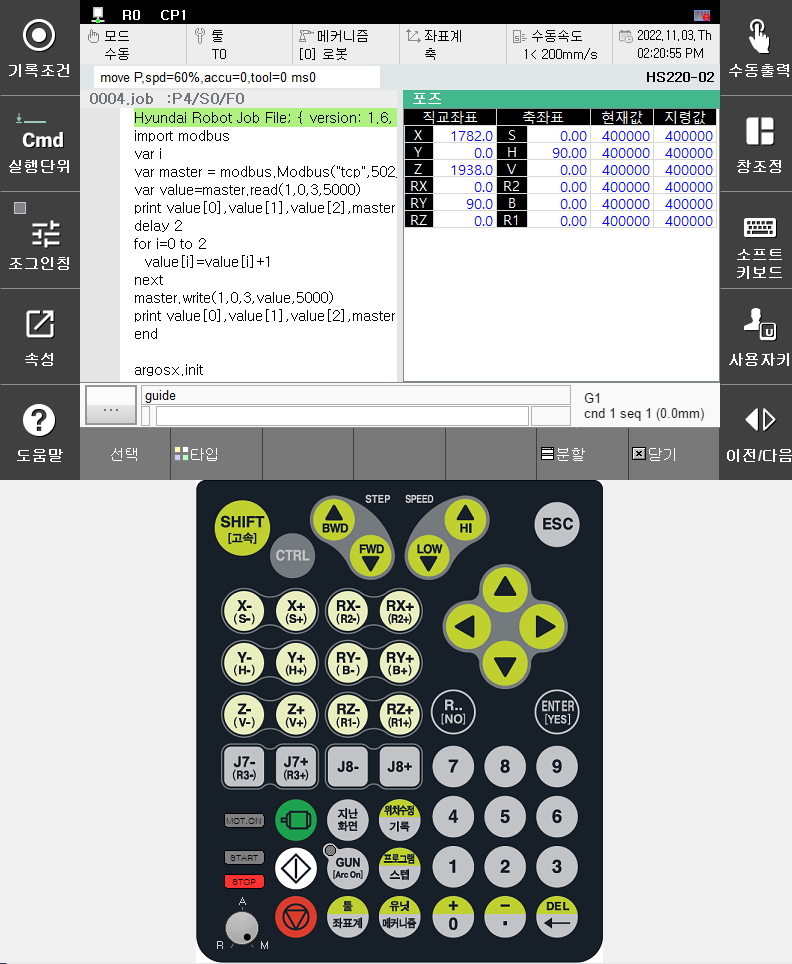 R0 CP1
모드 수동
툴 T0
메커니즘 [0] 로봇
좌표계 축
수동속도 1< 200mm/s
2022.11.03.Th 02:20:55 PM
기록조건
수동출력
move P,spd=60%,accu=0,tool=0 ms0
HS220-02
0004.job :P4/S0/F0
포즈
Hyundai Robot Job File; { version: 1.6,
import modbus
var i
var master = modbus.Modbus("tcp",502
var value=master.read(1,0,3,5000)
print value[0],value[1],value[2],master
delay 2
for i=0 to 2
value[i]=value[i]+1
next
master.write(1,0,3,value,5000)
print value[0],value[1],value[2],master
end
argosx.init
직교좌표 축좌표 현재값 지령값
X 1782.0 S 0.00 400000 400000
Y 0.0 H 90.00 400000 400000
Z 1938.0 V 0.00 400000 400000
RX 0.0 R2 0.00 400000 400000
RY 90.0 B 0.00 400000 400000
RZ 0.0 R1 0.00 400000 400000
Cmd
실행단위
조그인칭
속성
도움말
창조정
소프트
키보드
U
사용자키
이전/다음
...
guide
G1
cnd 1 seq 1 (0.0mm)
선택 타입 분할 닫기
SHIFT
[고속]
CTRL
STEP SPEED
BWD
FWD
HI
LOW
ESC
X- (S-) X+ (S+) RX- (R2-) RX+ (R2+)
Y- (H-) Y+ (H+) RY- (B-) RY+ (B+)
Z- (V-) Z+ (V+) RZ- (R1-) RZ+ (R1+)
R.. [NO]
ENTER [YES]
J7- (R3-) J7+ (R3+) J8- J8+
7 8 9
MOT.ON
지난 화면
위치수정 기록
4 5 6
START
STOP
GUN [Arc On]
프로그램 스텝
1 2 3
A
R M
툴 좌표계
유닛 메커니즘
+ 0
- .
DEL